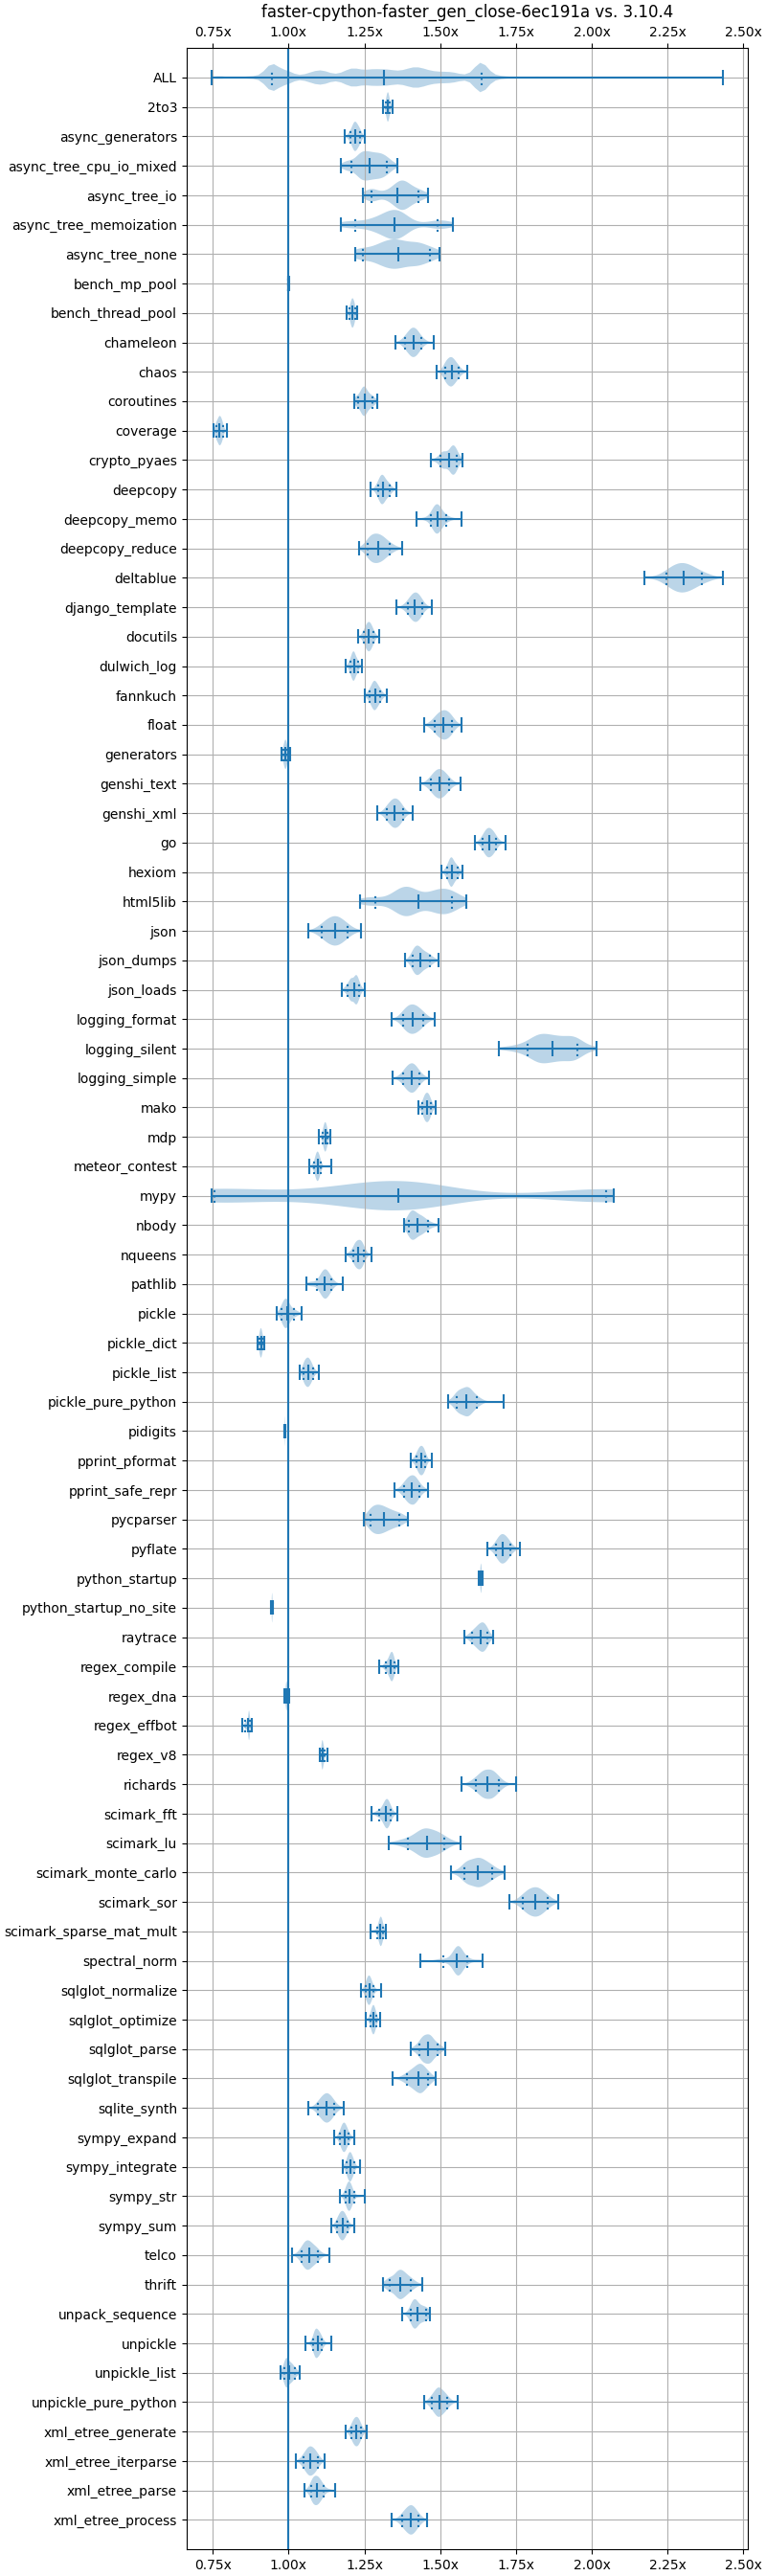 faster-cpython-faster_gen_close-6ec191a vs. 3.10.4
0.75x 1.00x 1.25x 1.50x 1.75x 2.00x 2.25x 2.50x
ALL
2to3
async_generators
async_tree_cpu_io_mixed
async_tree_io
async_tree_memoization
async_tree_none
bench_mp_pool
bench_thread_pool
chameleon
chaos
coroutines
coverage
crypto_pyaes
deepcopy
deepcopy_memo
deepcopy_reduce
deltablue
django_template
docutils
dulwich_log
fannkuch
float
generators
genshi_text
genshi_xml
go
hexiom
html5lib
json
json_dumps
json_loads
logging_format
logging_silent
logging_simple
mako
mdp
meteor_contest
mypy
nbody
nqueens
pathlib
pickle
pickle_dict
pickle_list
pickle_pure_python
pidigits
pprint_pformat
pprint_safe_repr
pycparser
pyflate
python_startup
python_startup_no_site
raytrace
regex_compile
regex_dna
regex_effbot
regex_v8
richards
scimark_fft
scimark_lu
scimark_monte_carlo
scimark_sor
scimark_sparse_mat_mult
spectral_norm
sqlglot_normalize
sqlglot_optimize
sqlglot_parse
sqlglot_transpile
sqlite_synth
sympy_expand
sympy_integrate
sympy_str
sympy_sum
telco
thrift
unpack_sequence
unpickle
unpickle_list
unpickle_pure_python
xml_etree_generate
xml_etree_iterparse
xml_etree_parse
xml_etree_process
0.75x 1.00x 1.25x 1.50x 1.75x 2.00x 2.25x 2.50x